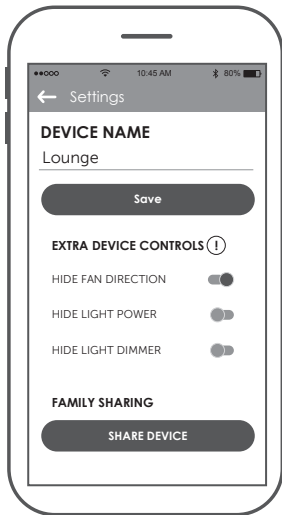 10:45 AM
80%
Settings
DEVICE NAME
Lounge
Save
EXTRA DEVICE CONTROLS !
HIDE FAN DIRECTION
HIDE LIGHT POWER
HIDE LIGHT DIMMER
FAMILY SHARING
SHARE DEVICE